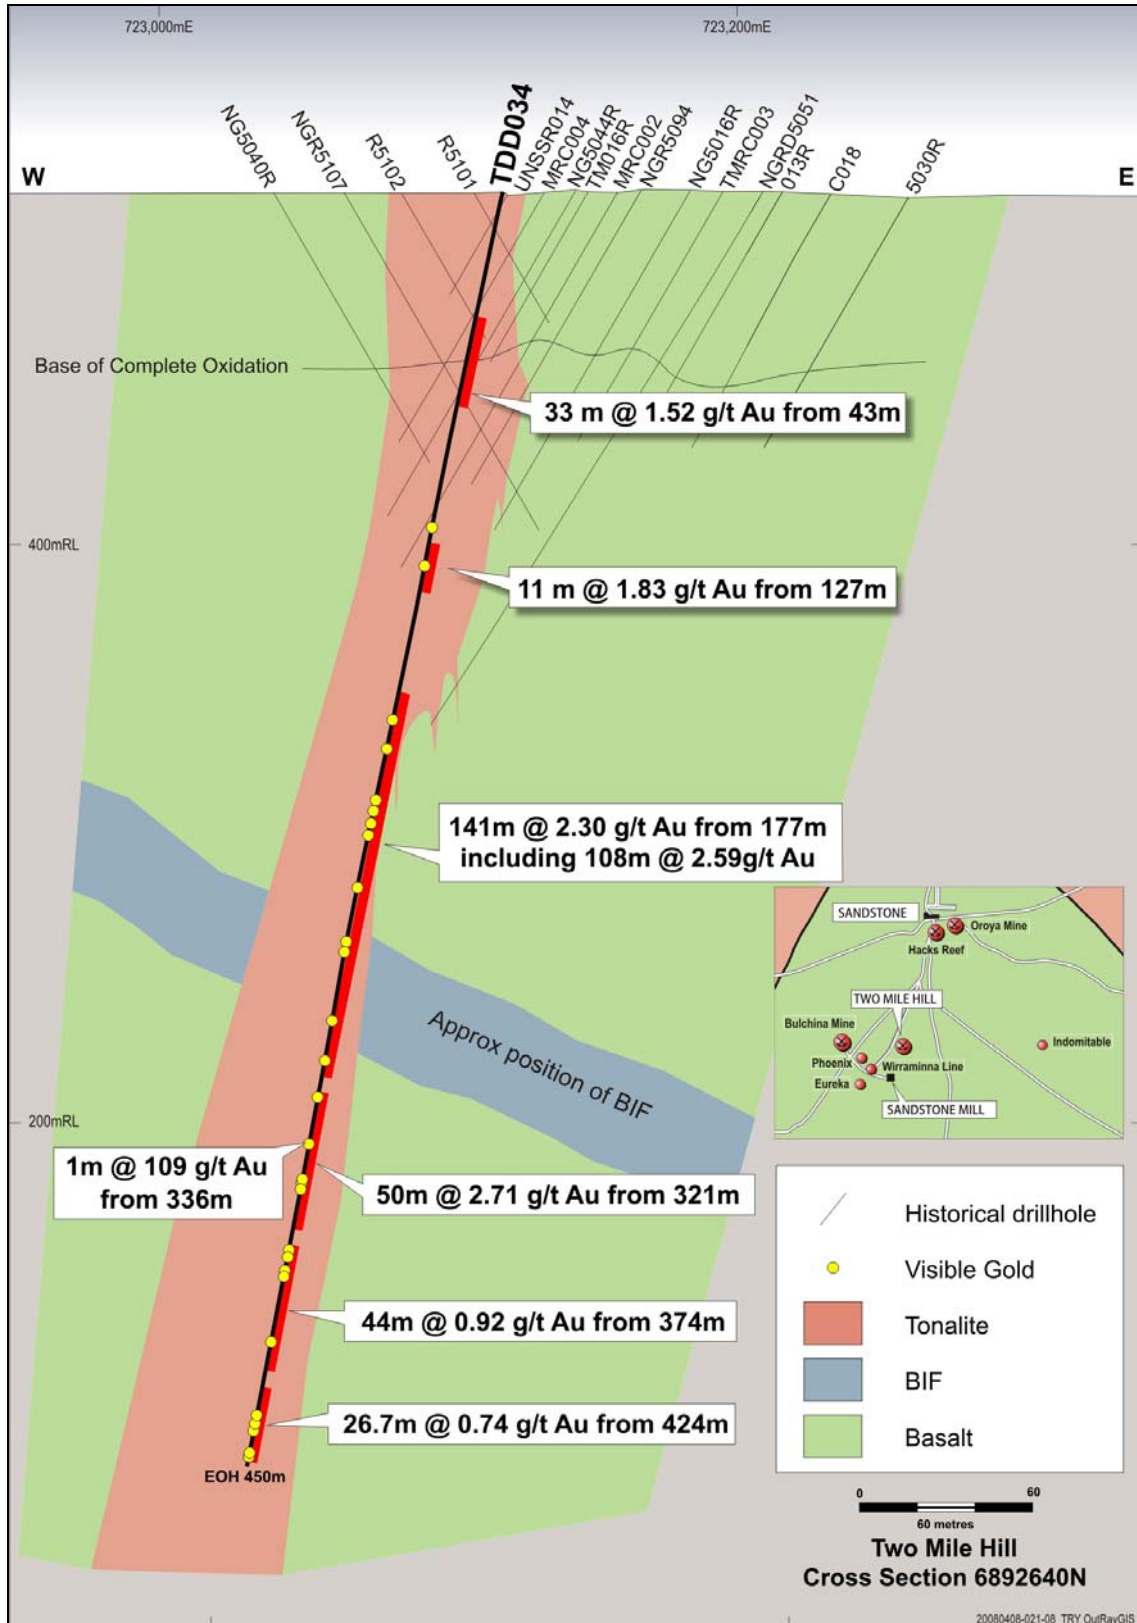 723,000mE
723,200mE
NG5040R
NGR5107
R5102
R5101
TDD034
UNSSR014
MRC004
NG5044R
TM016R
MRC002
NGR5094
NG5016R
TMRC003
NGRD5051
013R
C018
5030R
W
E
Base of Complete Oxidation
33 m @ 1.52 g/t Au from 43m
400mRL
11 m @ 1.83 g/t Au from 127m
141m @ 2.30 g/t Au from 177m
including 108m @ 2.59g/t Au
SANDSTONE
Oroya Mine
Hacks Reef
TWO MILE HILL
Bulchina Mine
Indomitable
Phoenix
Wirraminna Line
Eureka
SANDSTONE MILL
Approx position of BIF
200mRL
1m @ 109 g/t Au
from 336m
50m @ 2.71 g/t Au from 321m
44m @ 0.92 g/t Au from 374m
26.7m @ 0.74 g/t Au from 424m
EOH 450m
Historical drillhole
Visible Gold
Tonalite
BIF
Basalt
0
60
60 metres
Two Mile Hill
Cross Section 6892640N
20080408-021-08 TRY OutRayGIS